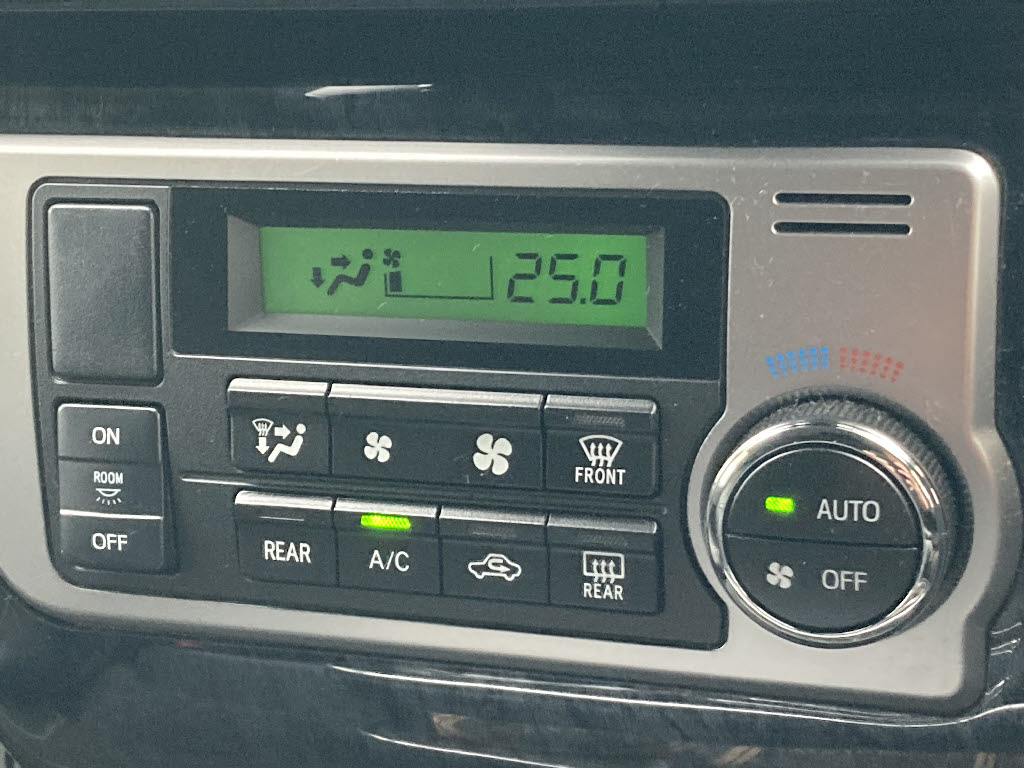 25.0
ON
ROOM
OFF
FRONT
REAR
A/C
REAR
AUTO
OFF